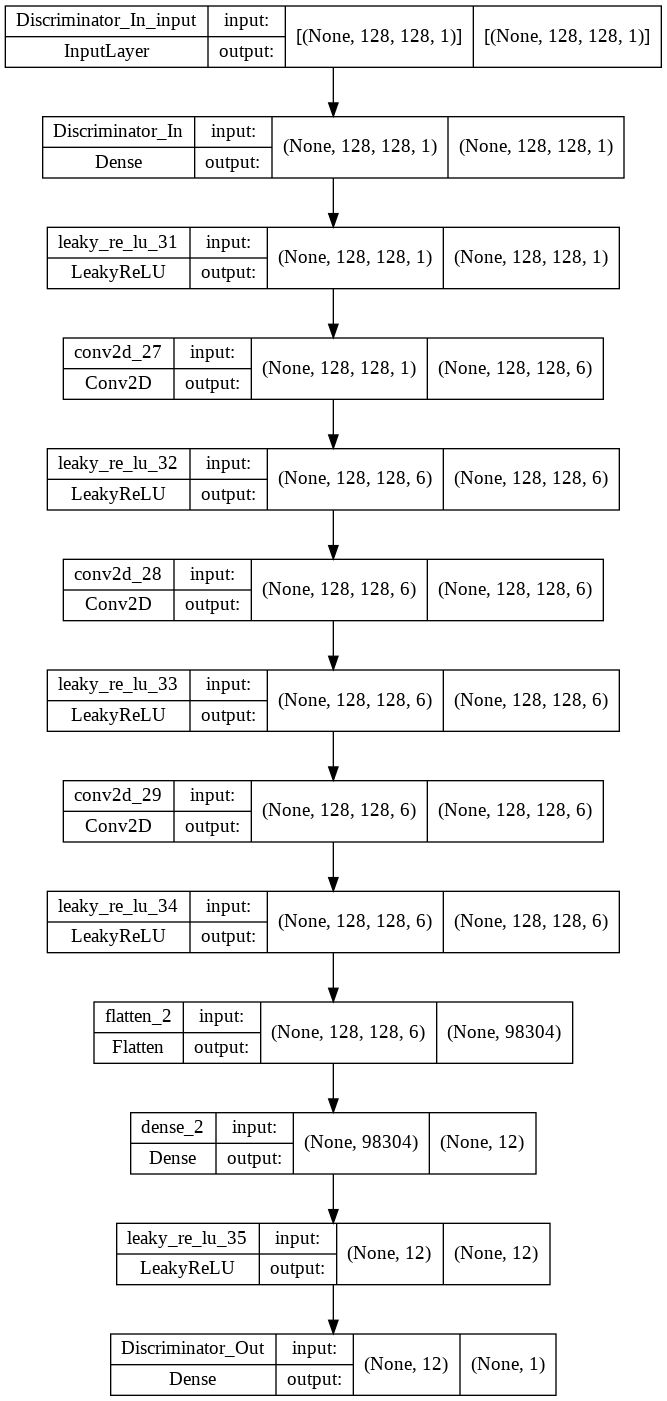 Discriminator_In_input
input:
[(None, 128, 128, 1)]
[(None, 128, 128, 1)]
InputLayer
output:
Discriminator_In
input:
(None, 128, 128, 1)
(None, 128, 128, 1)
Dense
output:
leaky_re_lu_31
input:
(None, 128, 128, 1)
(None, 128, 128, 1)
LeakyReLU
output:
conv2d_27
input:
(None, 128, 128, 1)
(None, 128, 128, 6)
Conv2D
output:
leaky_re_lu_32
input:
(None, 128, 128, 6)
(None, 128, 128, 6)
LeakyReLU
output:
conv2d_28
input:
(None, 128, 128, 6)
(None, 128, 128, 6)
Conv2D
output:
leaky_re_lu_33
input:
(None, 128, 128, 6)
(None, 128, 128, 6)
LeakyReLU
output:
conv2d_29
input:
(None, 128, 128, 6)
(None, 128, 128, 6)
Conv2D
output:
leaky_re_lu_34
input:
(None, 128, 128, 6)
(None, 128, 128, 6)
LeakyReLU
output:
flatten_2
input:
(None, 128, 128, 6)
(None, 98304)
Flatten
output:
dense_2
input:
(None, 98304)
(None, 12)
Dense
output:
leaky_re_lu_35
input:
(None, 12)
(None, 12)
LeakyReLU
output:
Discriminator_Out
input:
(None, 12)
(None, 1)
Dense
output: